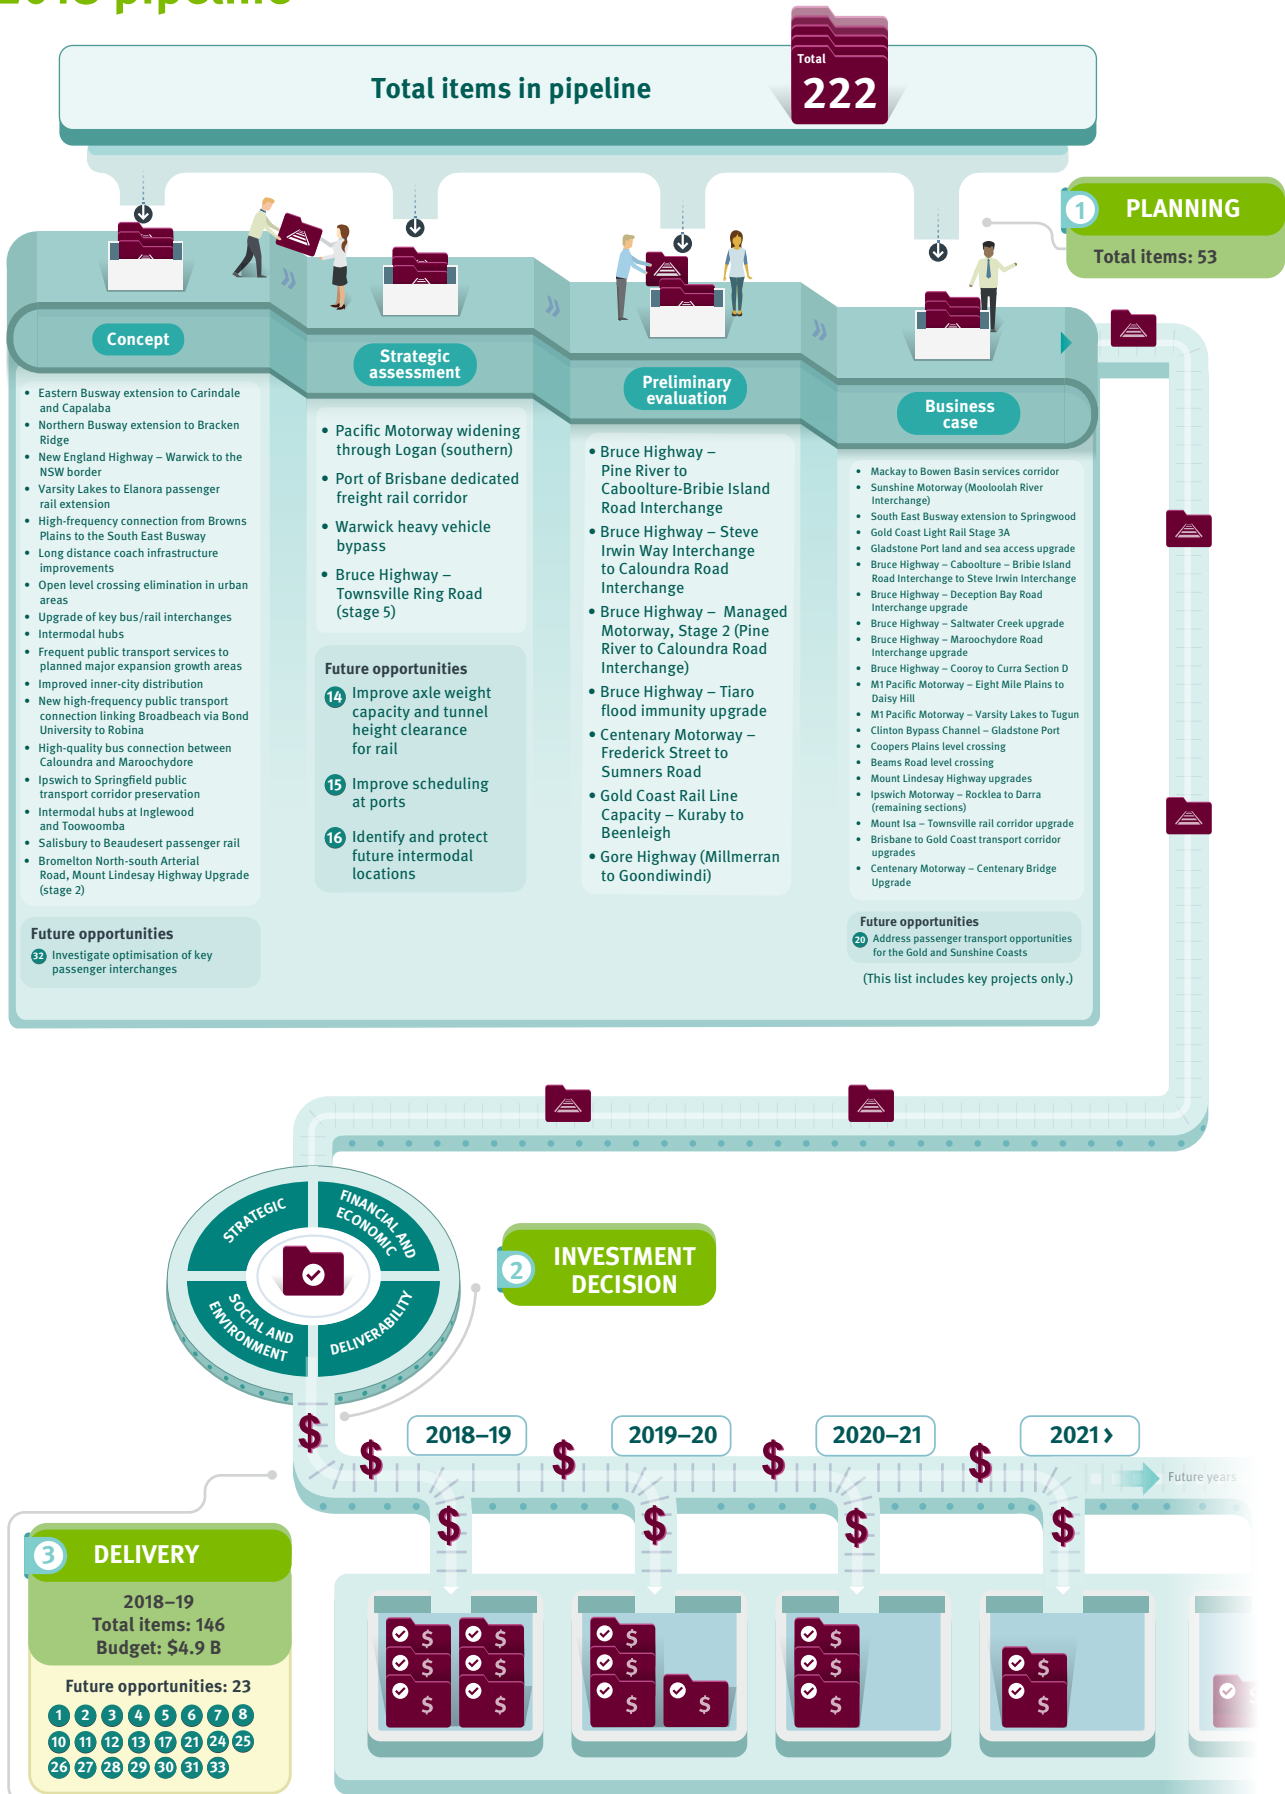 2018 pipeline
Total items in pipeline
Total
222
1
PLANNING
Total items: 53
Concept
• Eastern Busway extension to Carindale
and Capalaba
• Northern Busway extension to Bracken
Ridge
• New England Highway – Warwick to the
NSW border
• Varsity Lakes to Elanora passenger
rail extension
• High-frequency connection from Browns
Plains to the South East Busway
• Long distance coach infrastructure
improvements
• Open level crossing elimination in urban
areas
• Upgrade of key bus/rail interchanges
• Intermodal hubs
• Frequent public transport services to
planned major expansion growth areas
• Improved inner-city distribution
• New high-frequency public transport
connection linking Broadbeach via Bond
University to Robina
• High-quality bus connection between
Caloundra and Maroochydore
• Ipswich to Springfield public
transport corridor preservation
• Intermodal hubs at Inglewood
and Toowoomba
• Salisbury to Beaudesert passenger rail
• Bromelton North-south Arterial
Road, Mount Lindesay Highway Upgrade
(stage 2)
Future opportunities
32 Investigate optimisation of key
passenger interchanges
Strategic
assessment
• Pacific Motorway widening
through Logan (southern)
• Port of Brisbane dedicated
freight rail corridor
• Warwick heavy vehicle
bypass
• Bruce Highway –
Townsville Ring Road
(stage 5)
Future opportunities
14 Improve axle weight
capacity and tunnel
height clearance
for rail
15 Improve scheduling
at ports
16 Identify and protect
future intermodal
locations
Preliminary
evaluation
• Bruce Highway –
Pine River to
Caboolture-Bribie Island
Road Interchange
• Bruce Highway – Steve
Irwin Way Interchange
to Caloundra Road
Interchange
• Bruce Highway – Managed
Motorway, Stage 2 (Pine
River to Caloundra Road
Interchange)
• Bruce Highway – Tiaro
flood immunity upgrade
• Centenary Motorway –
Frederick Street to
Sumners Road
• Gold Coast Rail Line
Capacity – Kuraby to
Beenleigh
• Gore Highway (Millmerran
to Goondiwindi)
Business
case
• Mackay to Bowen Basin services corridor
• Sunshine Motorway (Mooloolah River
Interchange)
• South East Busway extension to Springwood
• Gold Coast Light Rail Stage 3A
• Gladstone Port land and sea access upgrade
• Bruce Highway – Caboolture – Bribie Island
Road Interchange to Steve Irwin Interchange
• Bruce Highway – Deception Bay Road
Interchange upgrade
• Bruce Highway – Saltwater Creek upgrade
• Bruce Highway – Maroochydore Road
Interchange upgrade
• Bruce Highway – Cooroy to Curra Section D
• M1 Pacific Motorway – Eight Mile Plains to
Daisy Hill
• M1 Pacific Motorway – Varsity Lakes to Tugun
• Clinton Bypass Channel – Gladstone Port
• Coopers Plains level crossing
• Beams Road level crossing
• Mount Lindesay Highway upgrades
• Ipswich Motorway – Rocklea to Darra
(remaining sections)
• Mount Isa – Townsville rail corridor upgrade
• Brisbane to Gold Coast transport corridor
upgrades
• Centenary Motorway – Centenary Bridge
Upgrade
Future opportunities
20 Address passenger transport opportunities
for the Gold and Sunshine Coasts
(This list includes key projects only.)
STRATEGIC
FINANCIAL AND
ECONOMIC
SOCIAL AND
ENVIRONMENT
DELIVERABILITY
2
INVESTMENT
DECISION
$
$ 2018–19 $ 2019–20 $ 2020–21 $ 2021 ›
Future years
$ $ $ $
3
DELIVERY
2018–19
Total items: 146
Budget: $4.9 B
Future opportunities: 23
1 2 3 4 5 6 7 8
10 11 12 13 17 21 24 25
26 27 28 29 30 31 33
$ $ $ $
$ $ $ $ $
$ $ $ $ $ $